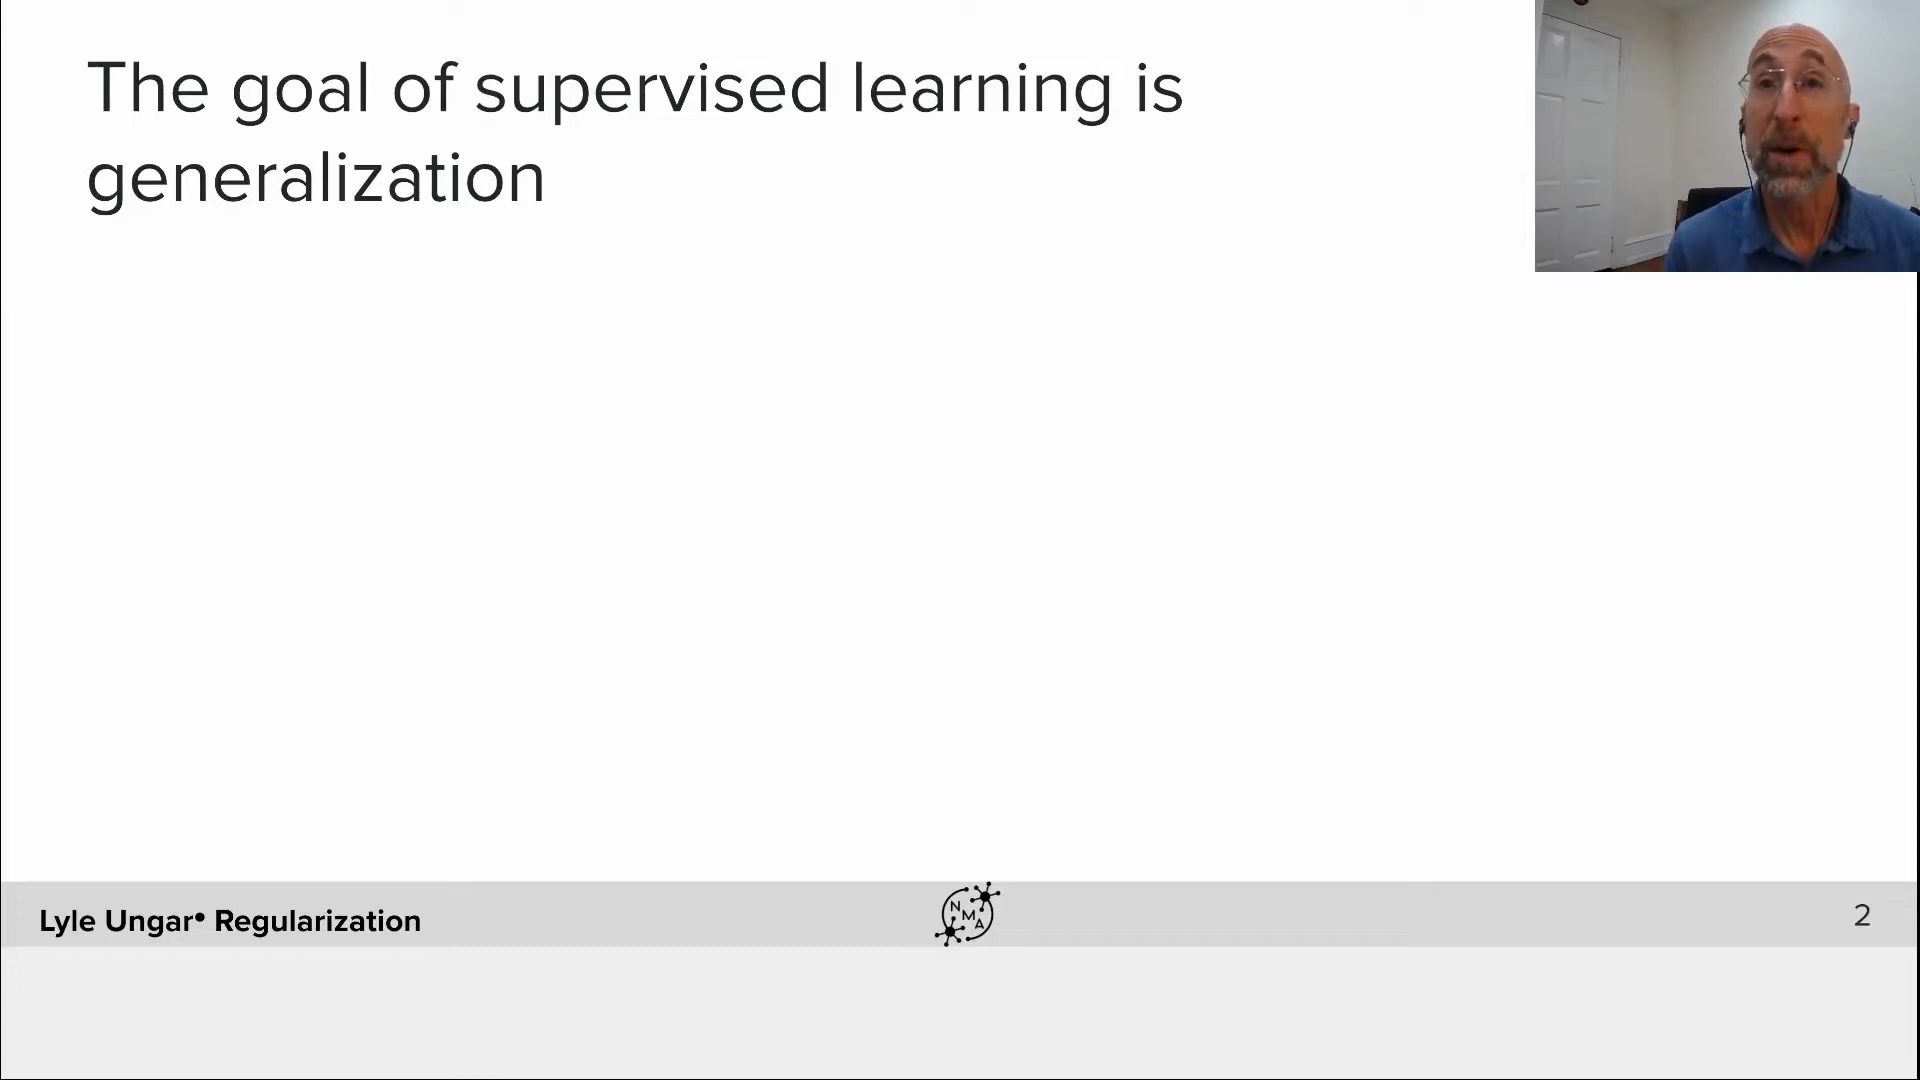 The goal of supervised learning is
generalization
Lyle Ungar• Regularization
N
M
A
2